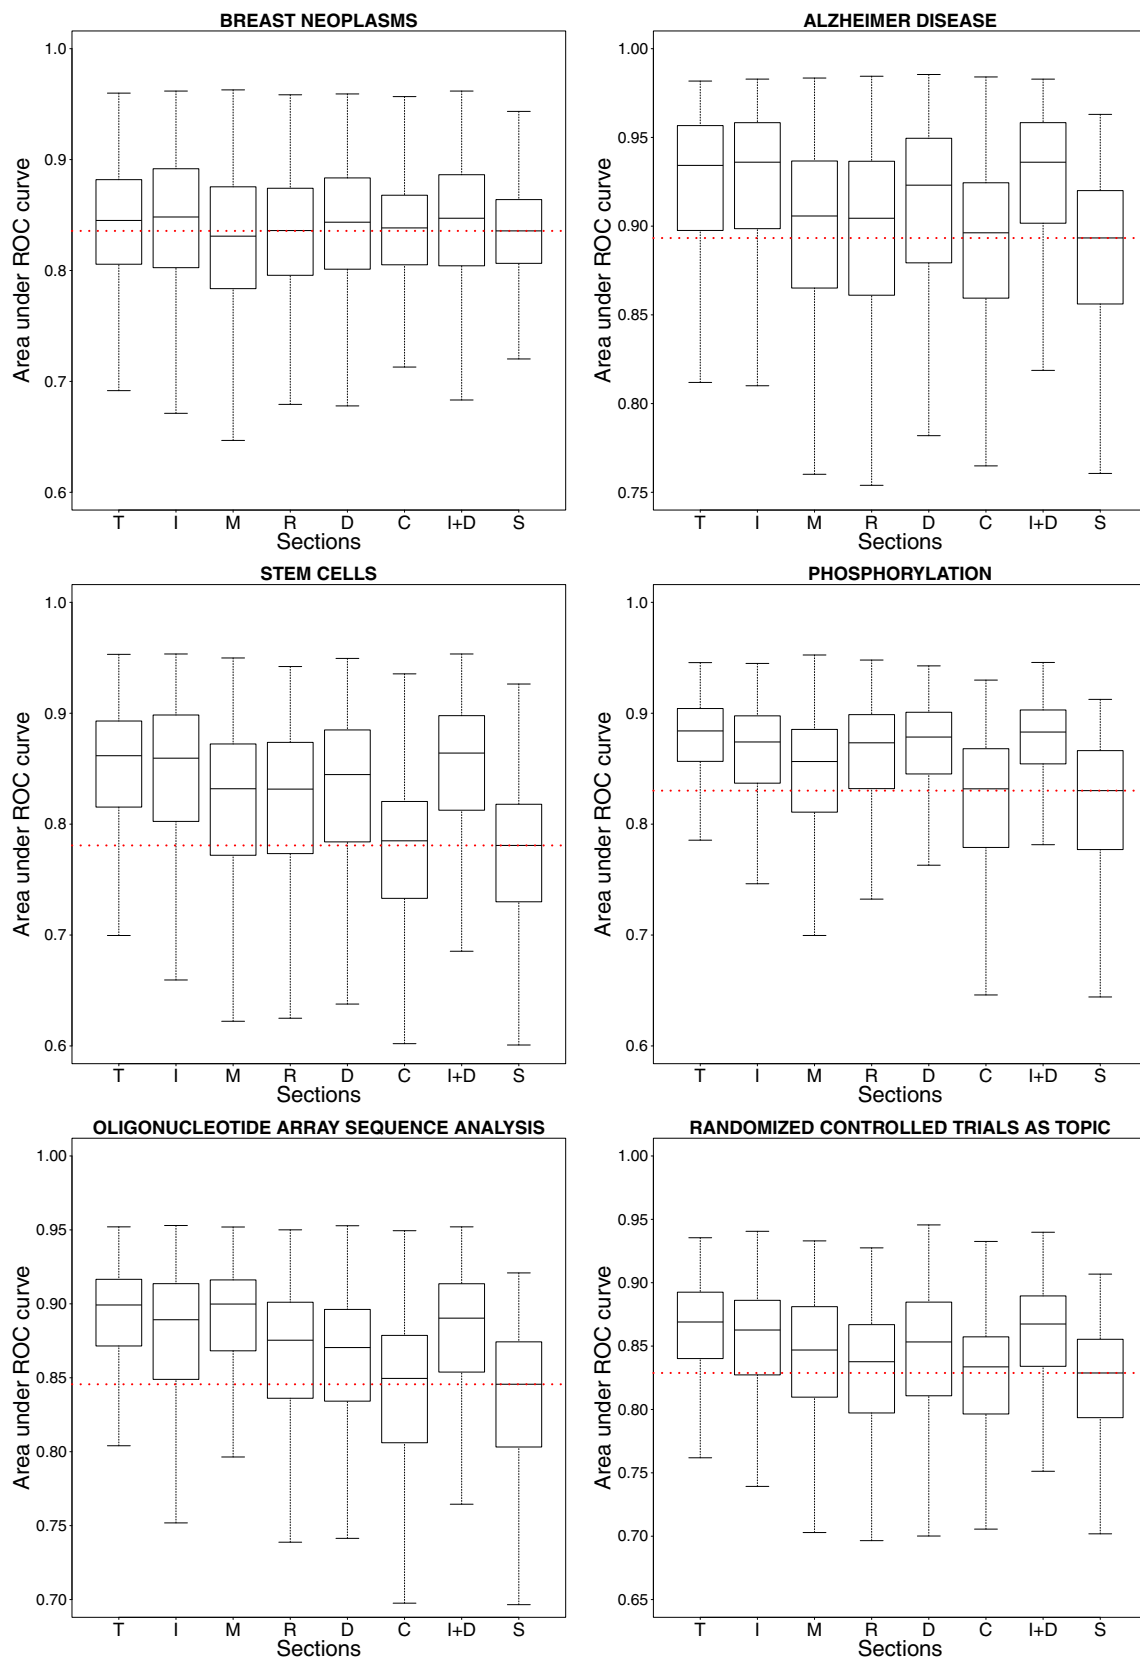 BREAST NEOPLASMS
Area under ROC curve
1.0
0.9
0.8
0.7
0.6
T I M R D C I+D S
Sections
ALZHEIMER DISEASE
Area under ROC curve
1.00
0.95
0.90
0.85
0.80
0.75
T I M R D C I+D S
Sections
STEM CELLS
Area under ROC curve
1.0
0.9
0.8
0.7
0.6
T I M R D C I+D S
Sections
PHOSPHORYLATION
Area under ROC curve
1.0
0.9
0.8
0.7
0.6
T I M R D C I+D S
Sections
OLIGONUCLEOTIDE ARRAY SEQUENCE ANALYSIS
Area under ROC curve
1.00
0.95
0.90
0.85
0.80
0.75
0.70
T I M R D C I+D S
Sections
RANDOMIZED CONTROLLED TRIALS AS TOPIC
Area under ROC curve
1.00
0.95
0.90
0.85
0.80
0.75
0.70
0.65
T I M R D C I+D S
Sections